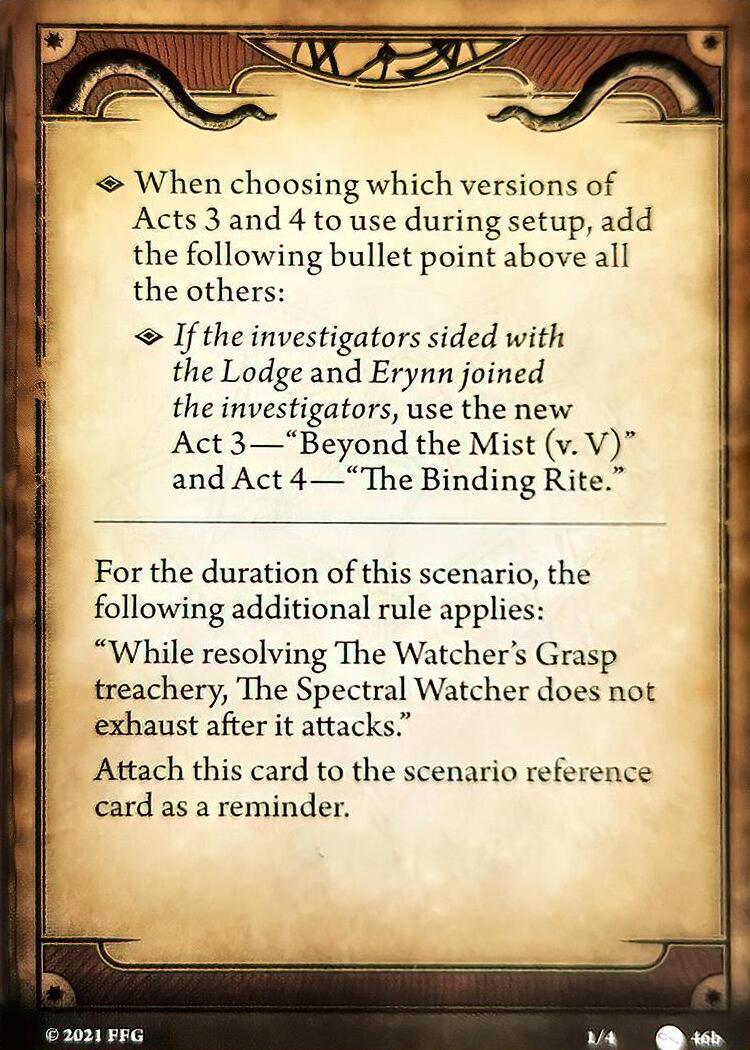 When choosing which versions of
Acts 3 and 4 to use during setup, add
the following bullet point above all
the others:
If the investigators sided with
the Lodge and Erynn joined
the investigators, use the new
Act 3—“Beyond the Mist (v. V)”
and Act 4—“The Binding Rite.”
For the duration of this scenario, the
following additional rule applies:
“While resolving The Watcher’s Grasp
treachery, The Spectral Watcher does not
exhaust after it attacks.”
Attach this card to the scenario reference
card as a reminder.
© 2021 FFG
1/4
46b